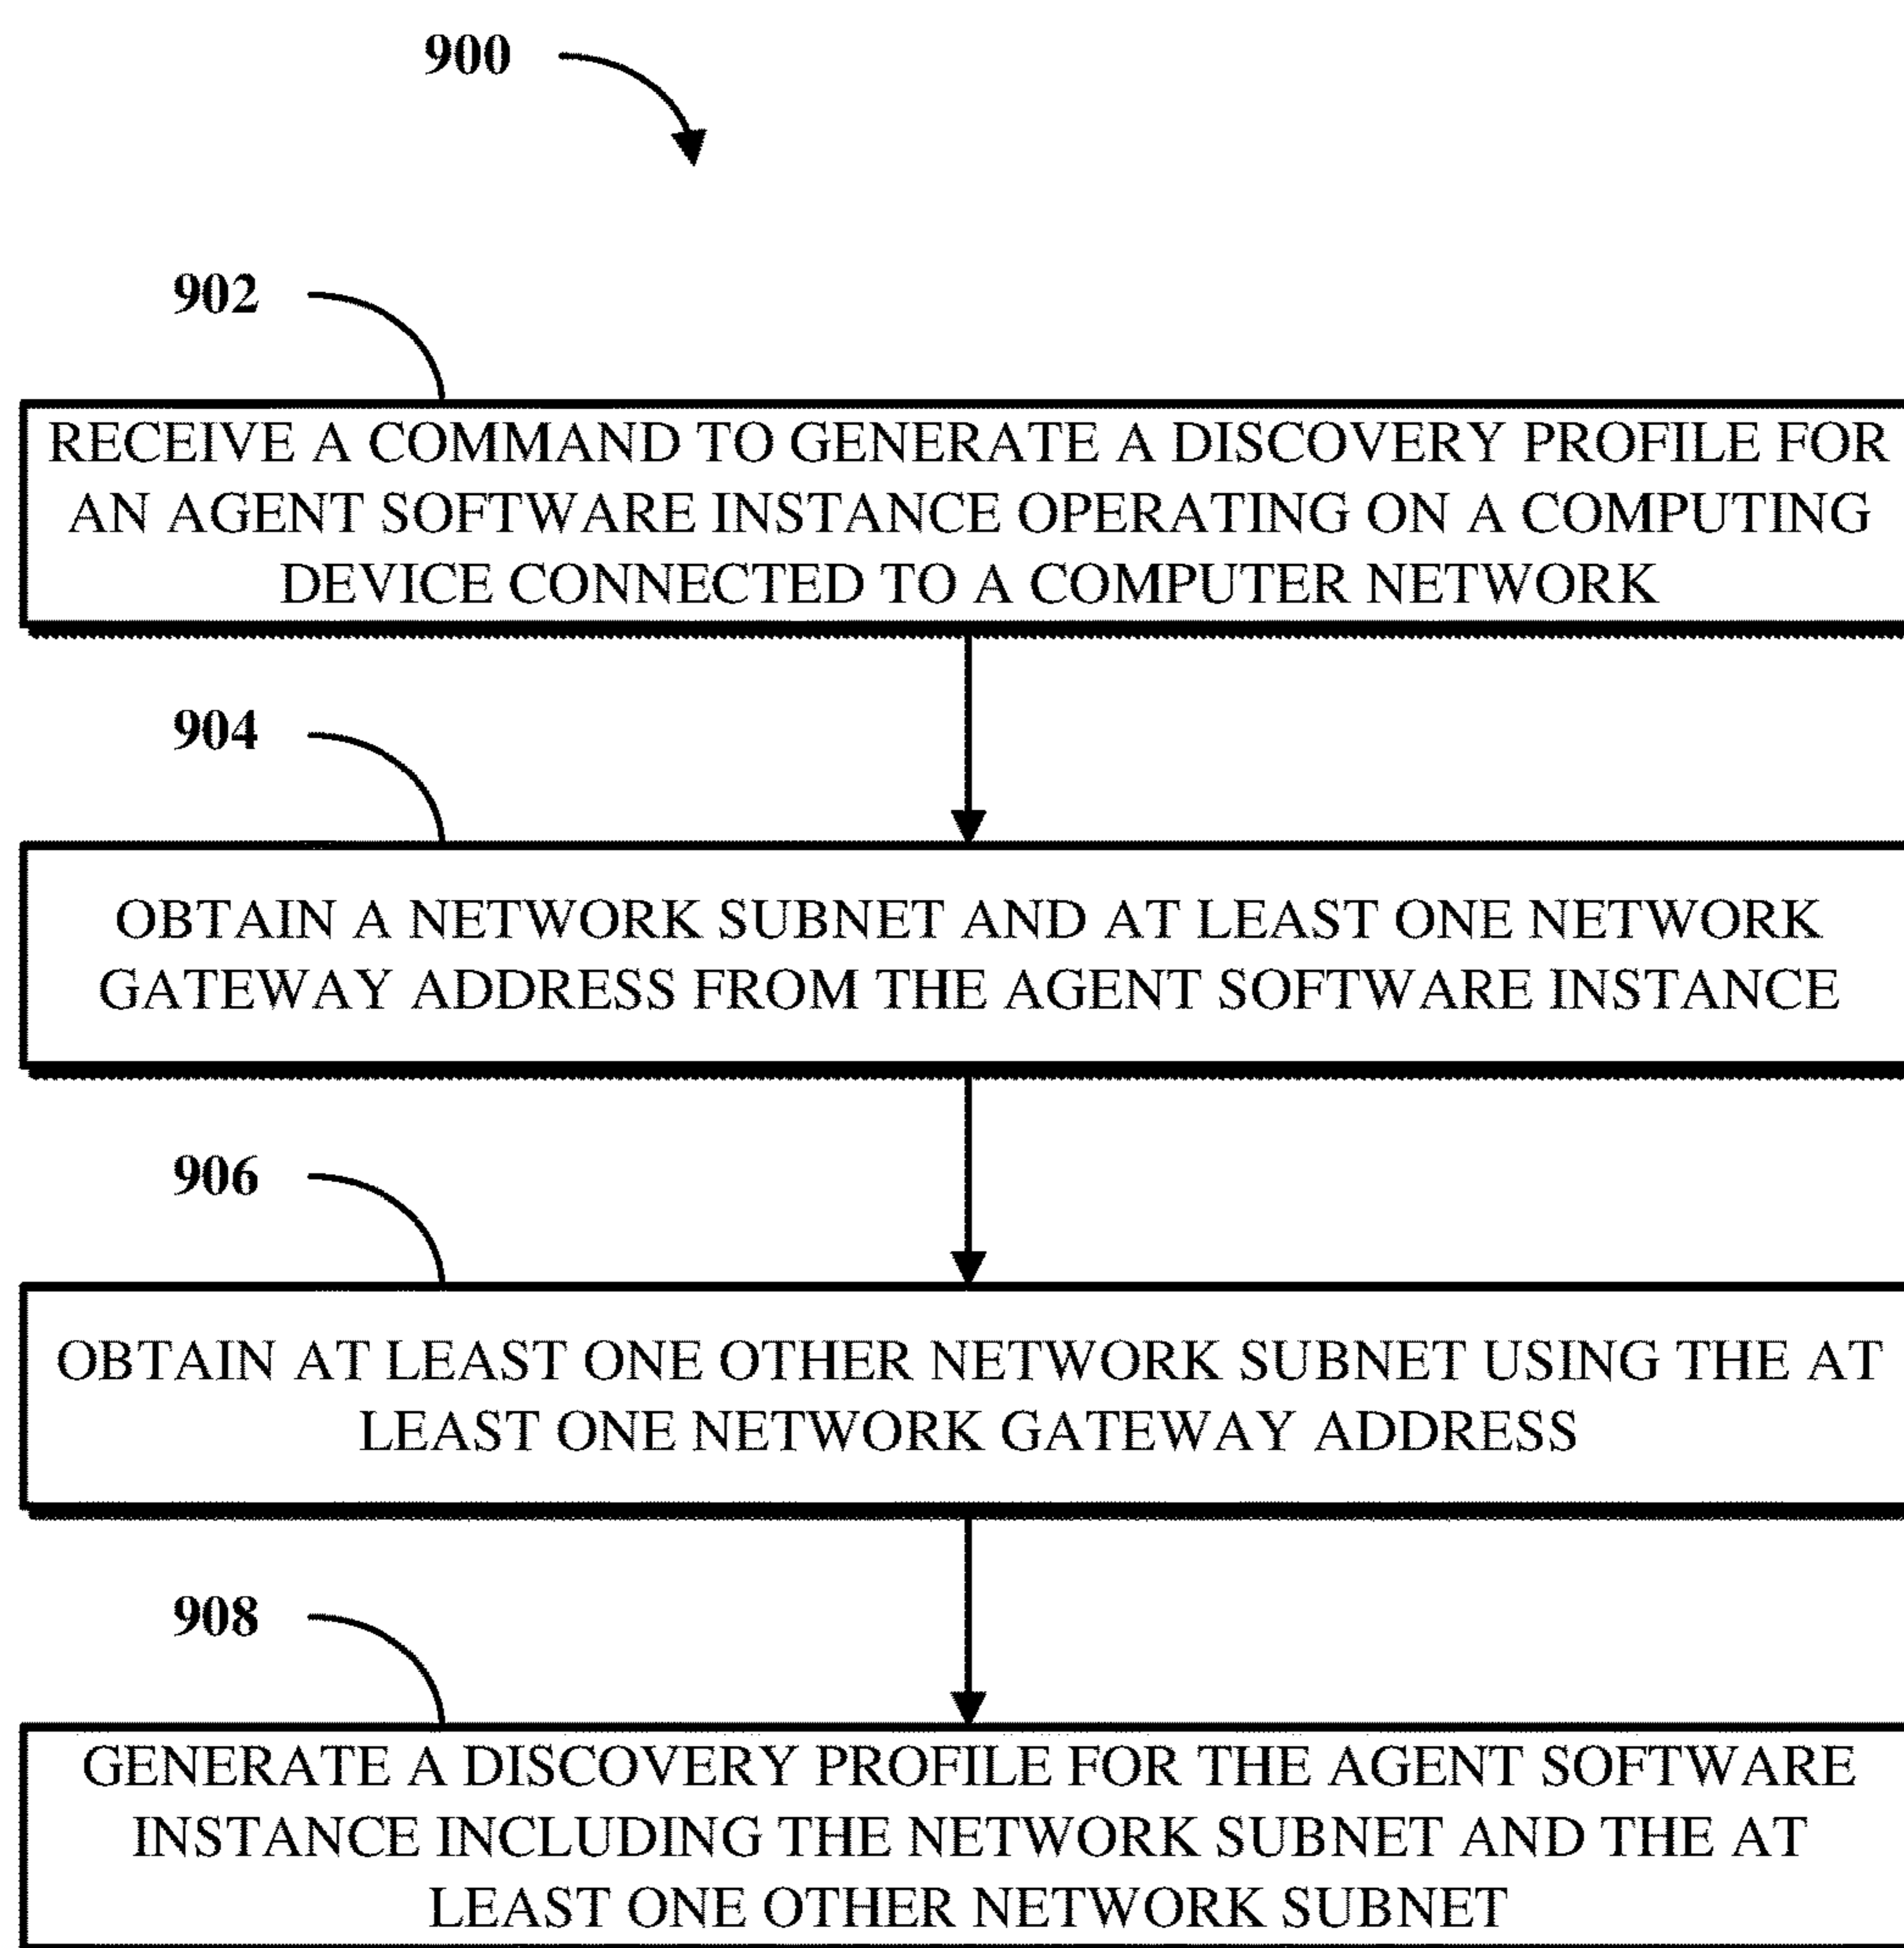 900
902
RECEIVE A COMMAND TO GENERATE A DISCOVERY PROFILE FOR
AN AGENT SOFTWARE INSTANCE OPERATING ON A COMPUTING
DEVICE CONNECTED TO A COMPUTER NETWORK
904
OBTAIN A NETWORK SUBNET AND AT LEAST ONE NETWORK
GATEWAY ADDRESS FROM THE AGENT SOFTWARE INSTANCE
906
OBTAIN AT LEAST ONE OTHER NETWORK SUBNET USING THE AT
LEAST ONE NETWORK GATEWAY ADDRESS
908
GENERATE A DISCOVERY PROFILE FOR THE AGENT SOFTWARE
INSTANCE INCLUDING THE NETWORK SUBNET AND THE AT
LEAST ONE OTHER NETWORK SUBNET